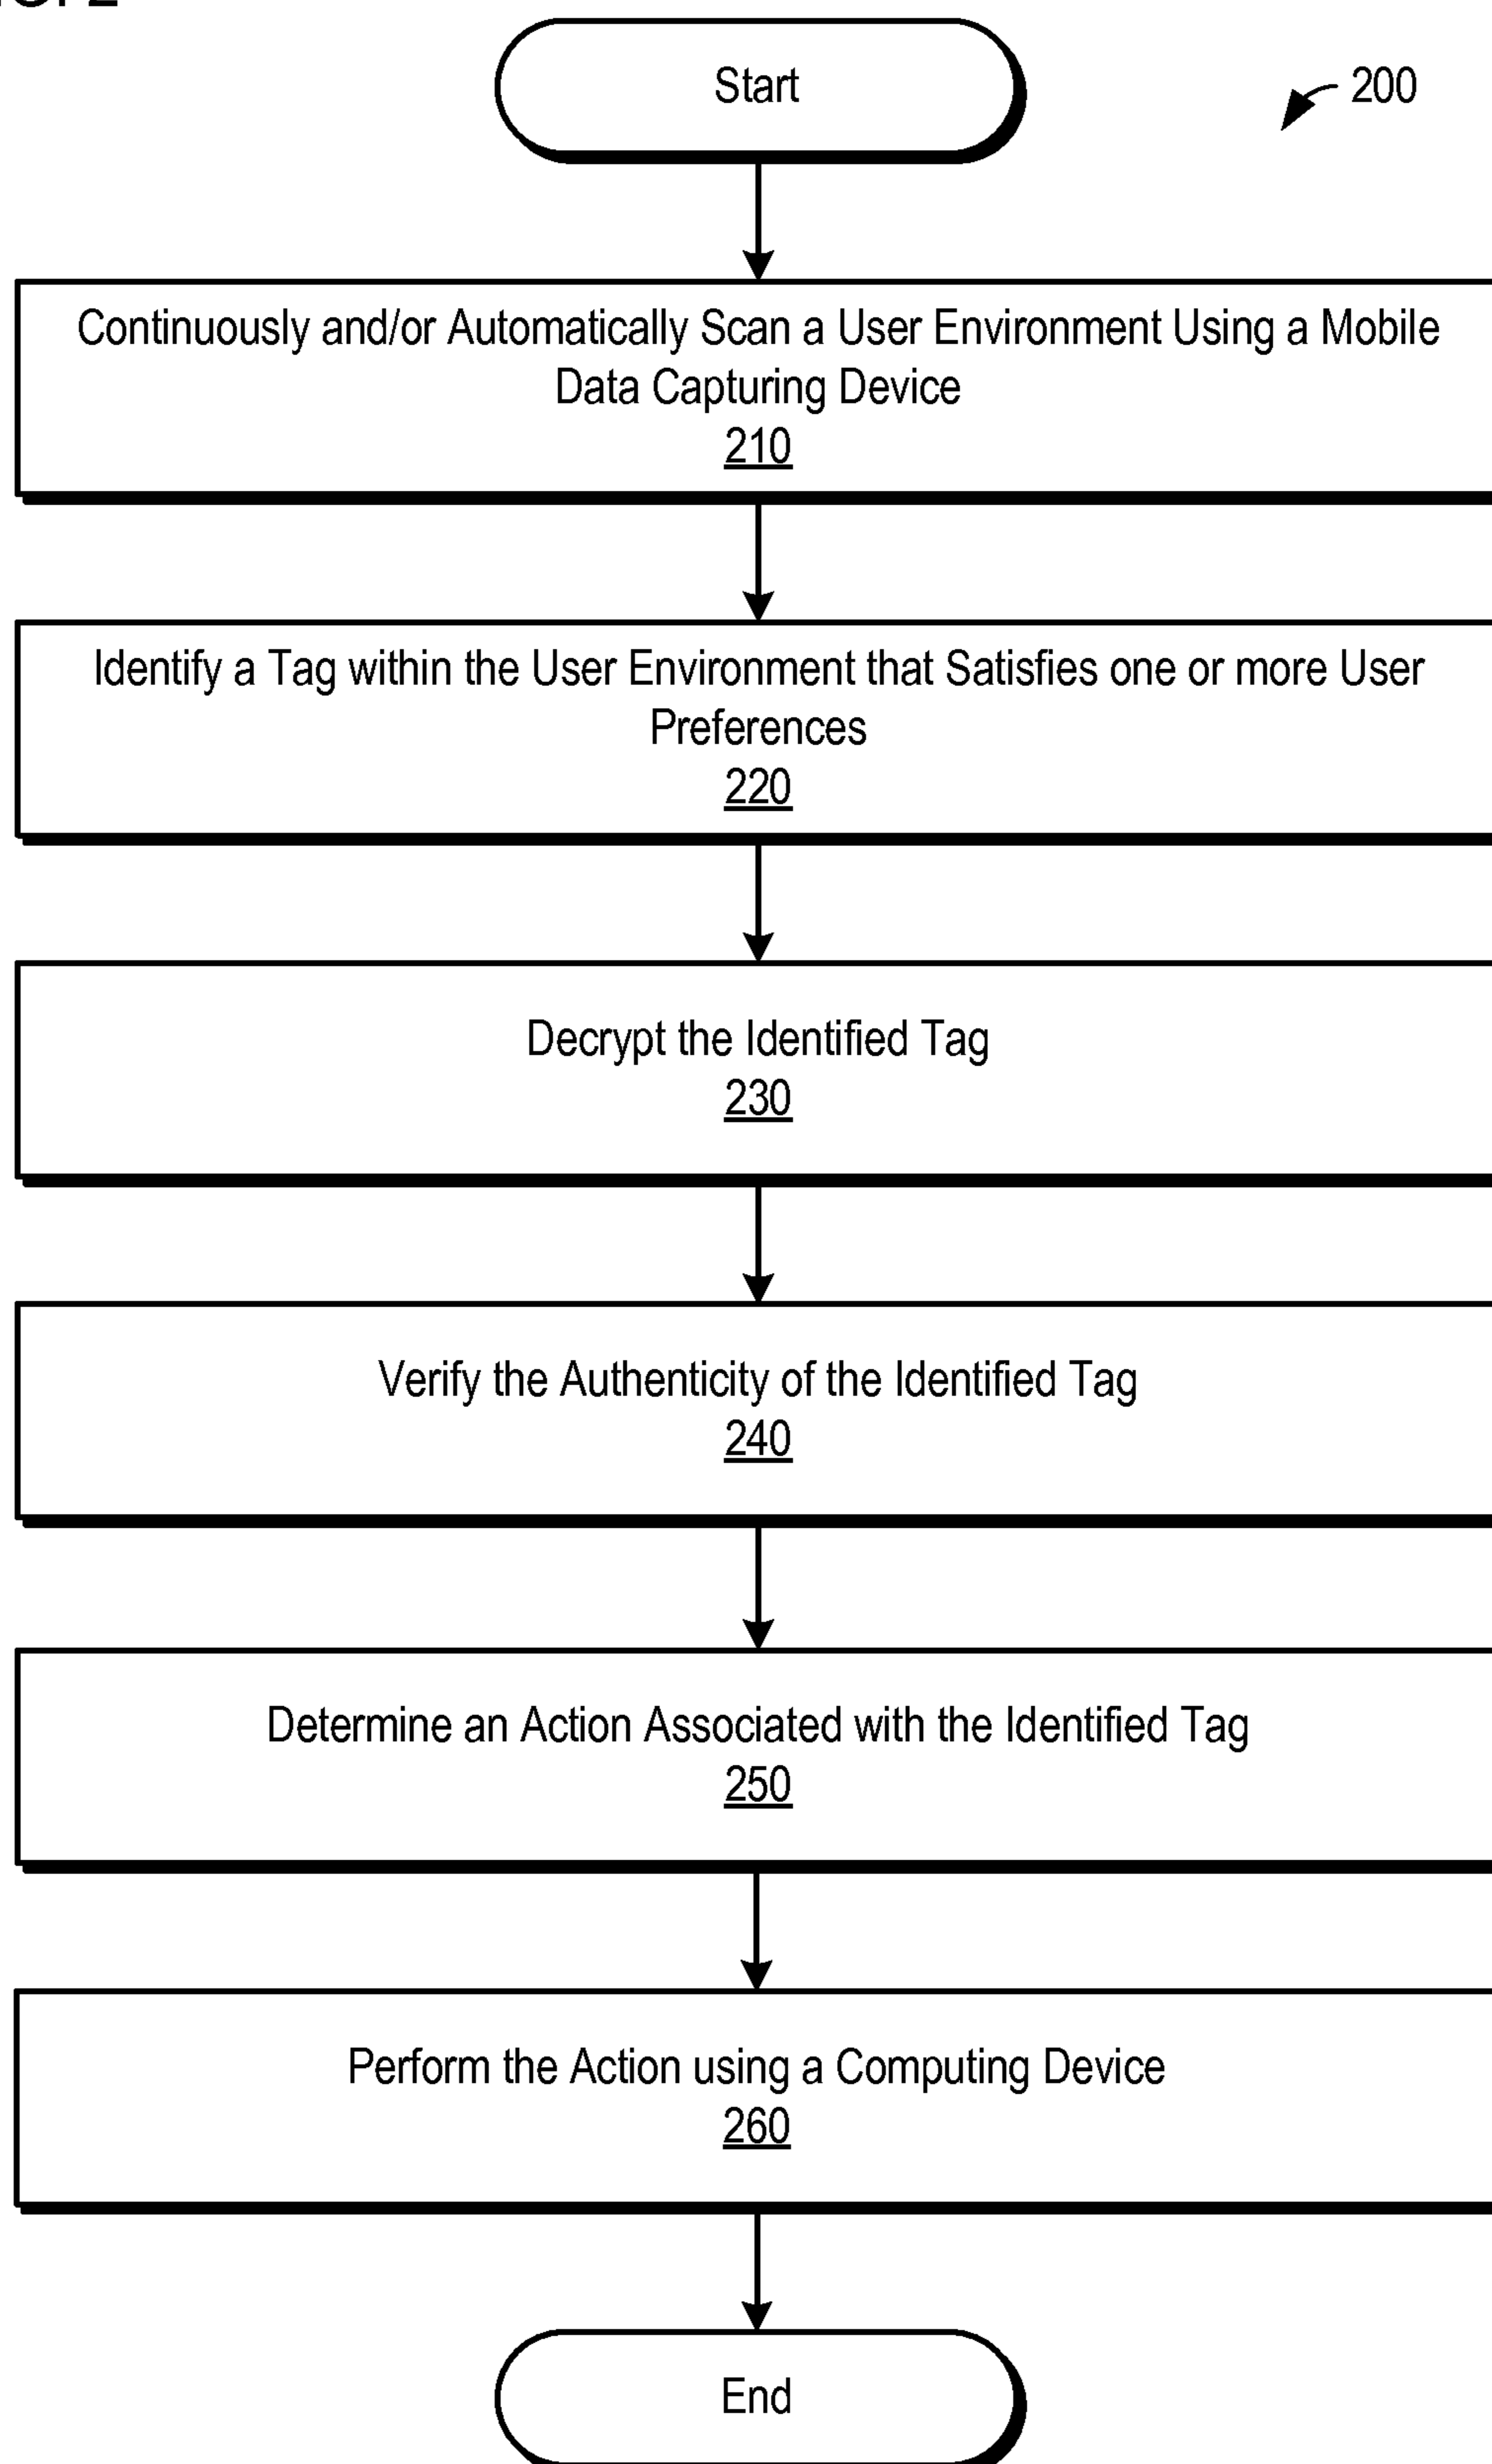 Start
200
Continuously and/or Automatically Scan a User Environment Using a Mobile
Data Capturing Device
210
Identify a Tag within the User Environment that Satisfies one or more User
Preferences
220
Decrypt the Identified Tag
230
Verify the Authenticity of the Identified Tag
240
Determine an Action Associated with the Identified Tag
250
Perform the Action using a Computing Device
260
End